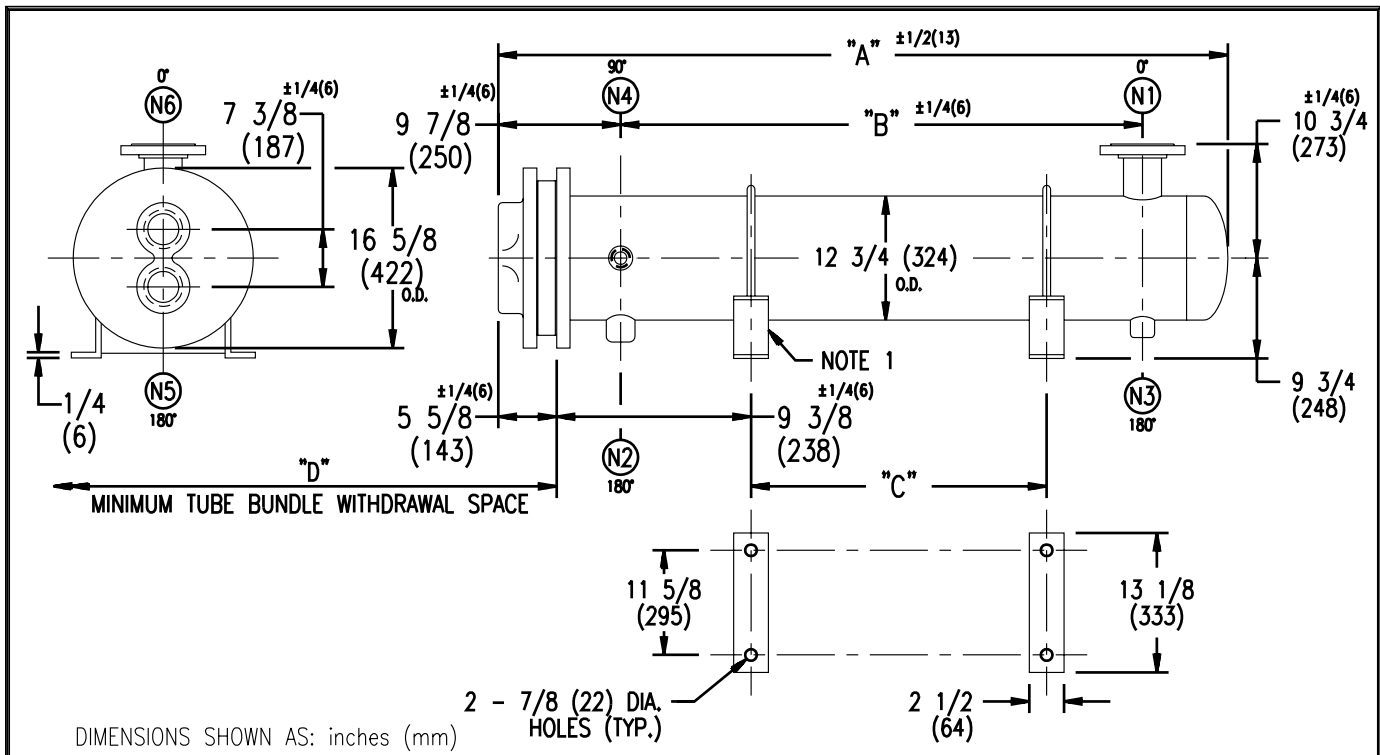 "A" ±1/2(13)
0°
N6
±1/4(6)
7 3/8
(187)
±1/4(6)
9 7/8
(250)
90°
N4
"B" ±1/4(6)
0°
N1
±1/4(6)
10 3/4
(273)
16 5/8
(422)
O.D.
12 3/4 (324)
O.D.
NOTE 1
1/4
(6)
N5
180°
±1/4(6)
5 5/8
(143)
N2
180°
±1/4(6)
9 3/8
(238)
N3
180°
9 3/4
(248)
"D"
MINIMUM TUBE BUNDLE WITHDRAWAL SPACE
"C"
11 5/8
(295)
13 1/8
(333)
2 - 7/8 (22) DIA.
HOLES (TYP.)
2 1/2
(64)
DIMENSIONS SHOWN AS: inches (mm)